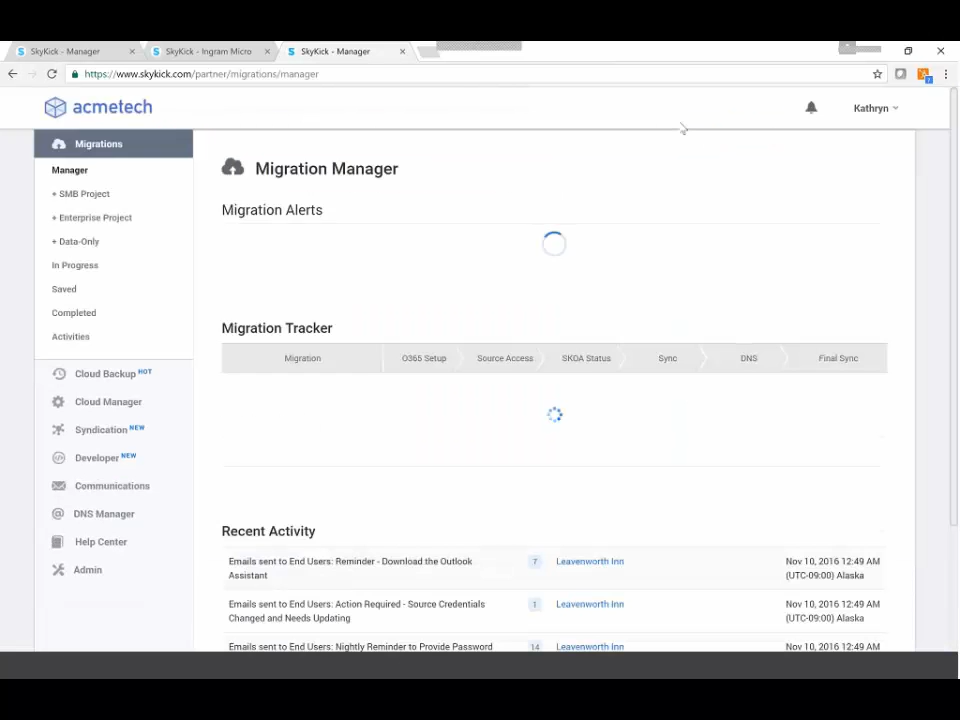 SkyKick - Manager
SkyKick - Ingram Micro
SkyKick - Manager
https://www.skykick.com/partner/migrations/manager
acmetech
Kathryn
Migrations
Manager
+ SMB Project
+ Enterprise Project
+ Data-Only
In Progress
Saved
Completed
Activities
Cloud Backup HOT
Cloud Manager
Syndication NEW
Developer NEW
Communications
DNS Manager
Help Center
Admin
Migration Manager
Migration Alerts
Migration Tracker
Migration O365 Setup Source Access SKOA Status Sync DNS Final Sync
Recent Activity
Emails sent to End Users: Reminder - Download the Outlook 7 Leavenworth Inn Nov 10, 2016 12:49 AM
Assistant (UTC-09:00) Alaska
Emails sent to End Users: Action Required - Source Credentials 1 Leavenworth Inn Nov 10, 2016 12:49 AM
Changed and Needs Updating (UTC-09:00) Alaska
Emails sent to End Users: Nightly Reminder to Provide Password 14 Leavenworth Inn Nov 10, 2016 12:49 AM